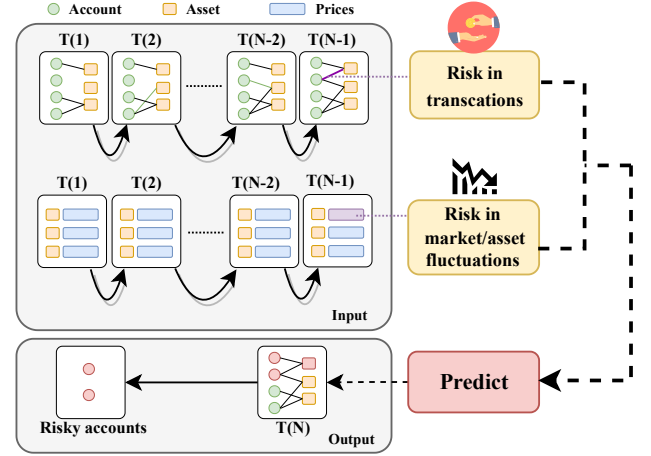 Account Asset Prices
T(1) T(2) T(N-2) T(N-1)
Risk in
transcations
T(1) T(2) T(N-2) T(N-1)
Risk in
market/asset
fluctuations
Input
Predict
Risky accounts
T(N)
Output